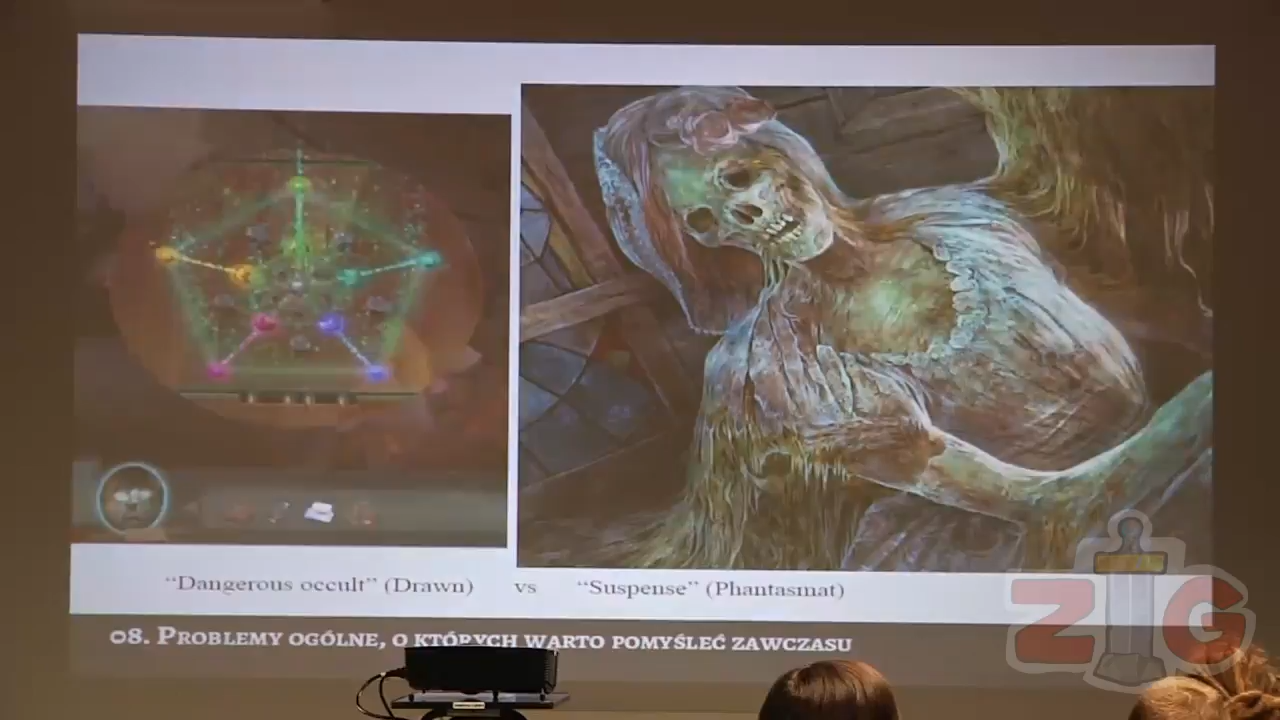 “Dangerous occult” (Drawn) vs “Suspense” (Phantasmat)
08. Problemy ogólne, o których warto pomyśleć zawczasu
ZIG